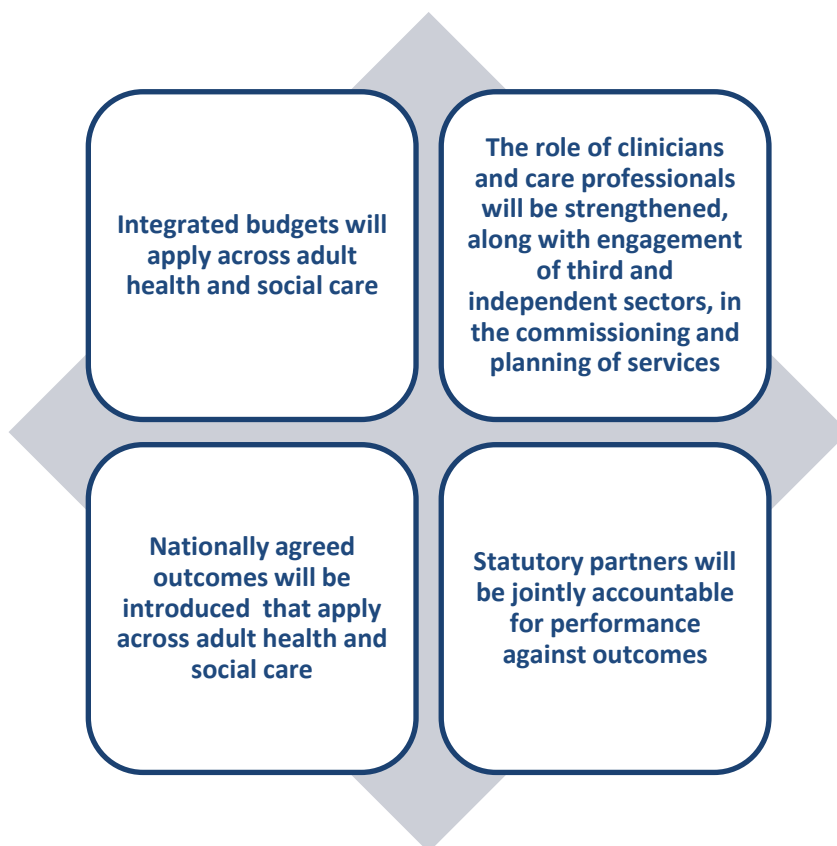 Integrated budgets will
apply across adult
health and social care
The role of clinicians
and care professionals
will be strengthened,
along with engagement
of third and
independent sectors, in
the commissioning and
planning of services
Nationally agreed
outcomes will be
introduced  that apply
across adult health and
social care
Statutory partners will
be jointly accountable
for performance
against outcomes